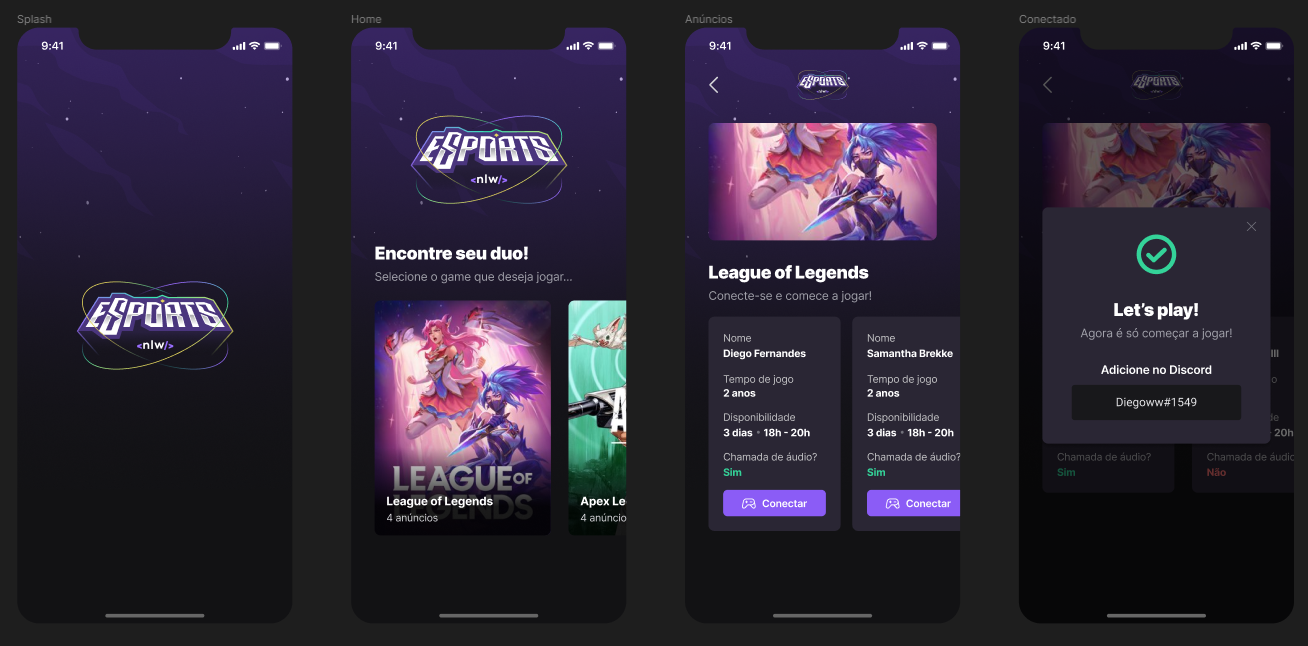 Splash
9:41
ESPORTS
<nlw/>
Home
9:41
ESPORTS
<nlw/>
Encontre seu duo!
Selecione o game que deseja jogar...
LEAGUE OF
LEGENDS
League of Legends
4 anúncios
Apex Le
4 anúncio
Anúncios
9:41
ESPORTS
<nlw/>
League of Legends
Conecte-se e comece a jogar!
Nome
Diego Fernandes
Tempo de jogo
2 anos
Disponibilidade
3 dias • 18h - 20h
Chamada de áudio?
Sim
Conectar
Nome
Samantha Brekke
Tempo de jogo
2 anos
Disponibilidade
3 dias • 18h - 20h
Chamada de áudio?
Sim
Conectar
Conectado
9:41
ESPORTS
Let's play!
Agora é só começar a jogar!
Adicione no Discord
Diegoww#1549
III
o
de
20h
Chamada de áudio?
Sim
Chamada de áudio
Não